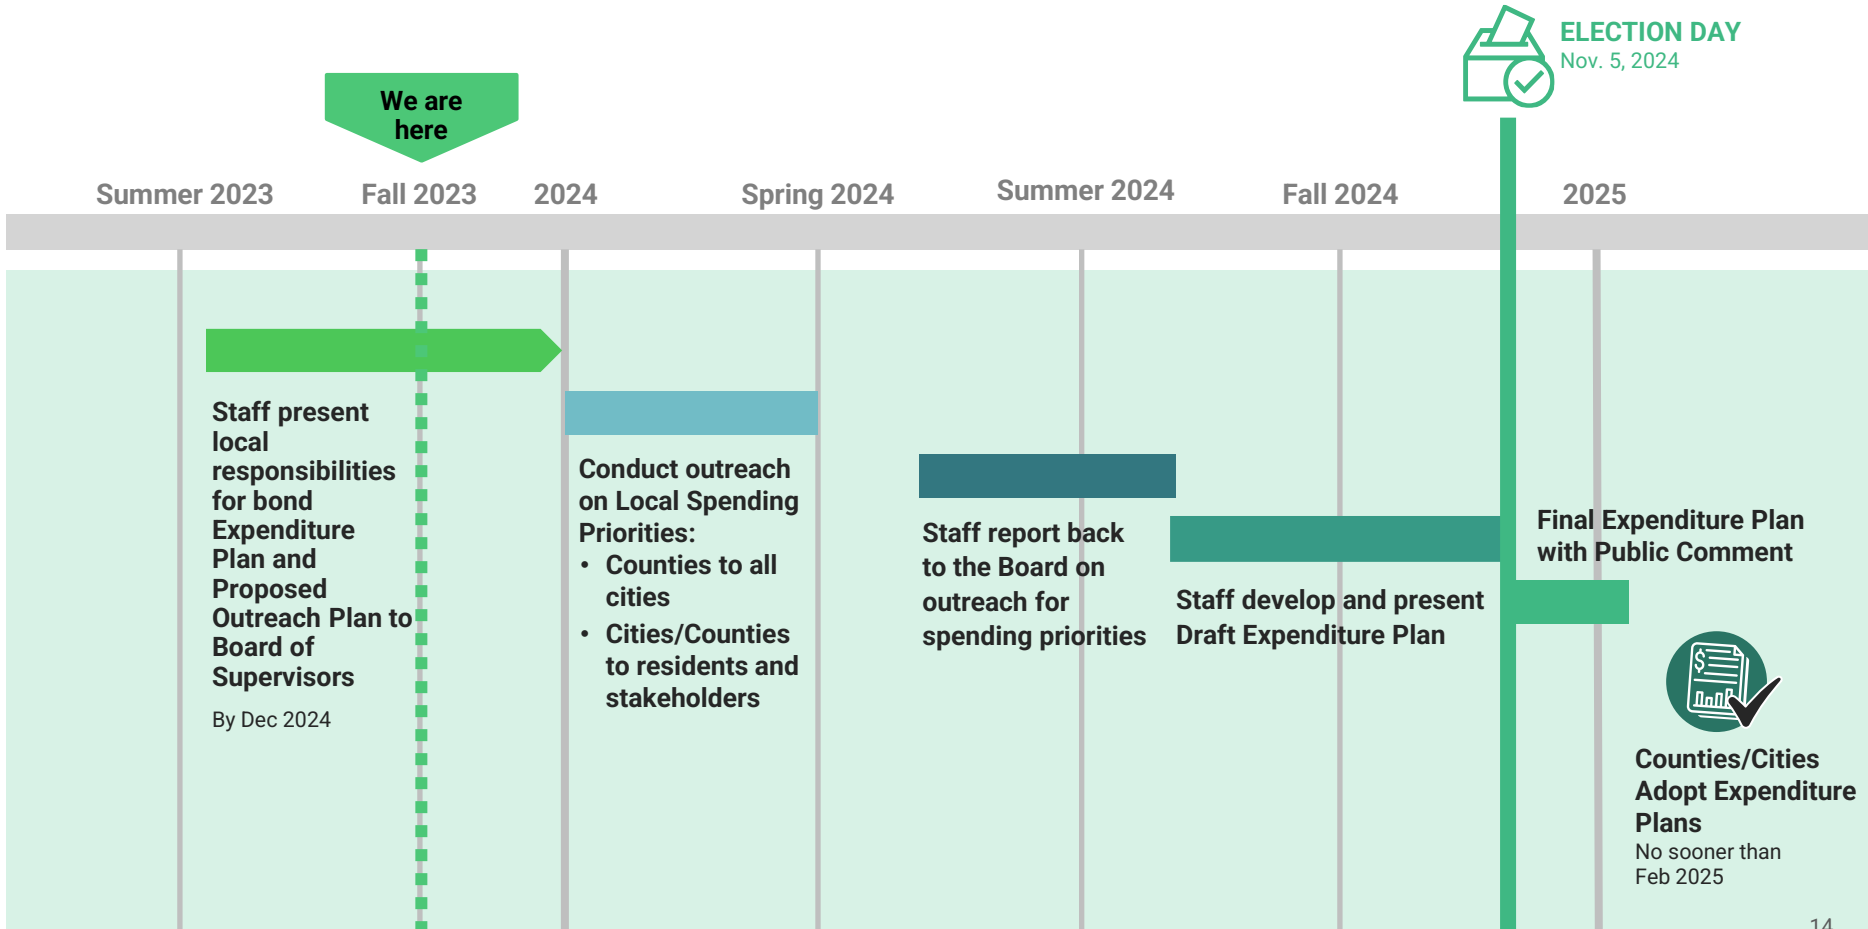 ELECTION DAY
Nov. 5, 2024
We are
here
Summer 2023
Fall 2023
2024
Spring 2024
Summer 2024
Fall 2024
2025
Staff present
local
responsibilities
for bond
Expenditure
Plan and
Proposed
Outreach Plan to
Board of
Supervisors
By Dec 2024
Conduct outreach
on Local Spending
Priorities:
• Counties to all
cities
• Cities/Counties
to residents and
stakeholders
Staff report back
to the Board on
outreach for
spending priorities
Staff develop and present
Draft Expenditure Plan
Final Expenditure Plan
with Public Comment
$
Counties/Cities
Adopt Expenditure
Plans
No sooner than
Feb 2025
14